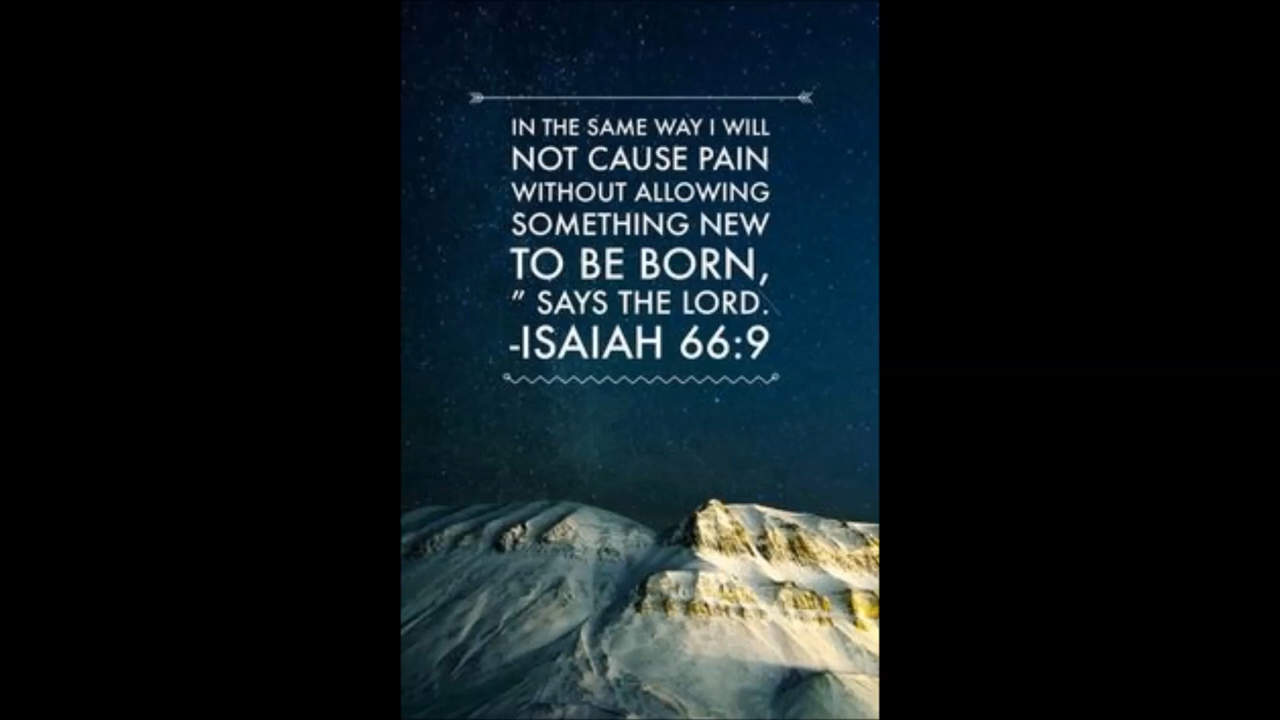 IN THE SAME WAY I WILL
NOT CAUSE PAIN
WITHOUT ALLOWING
SOMETHING NEW
TO BE BORN,
” SAYS THE LORD.
-ISAIAH 66:9